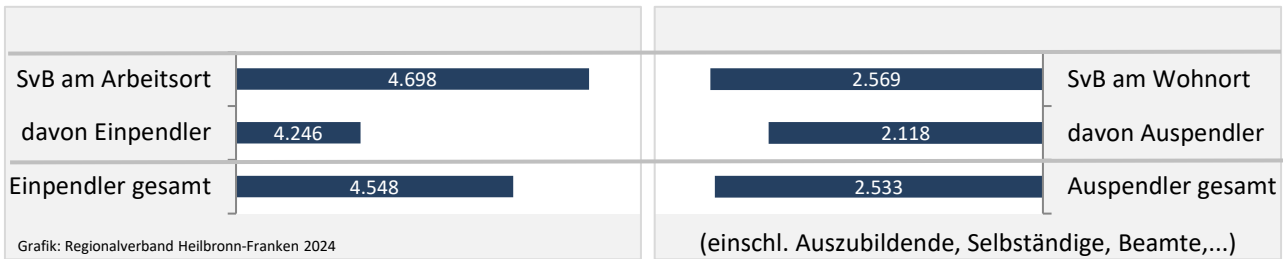 SvB am Arbeitsort 4.698 2.569 SvB am Wohnort
davon Einpendler 4.246 2.118 davon Auspendler
Einpendler gesamt 4.548 2.533 Auspendler gesamt
Grafik: Regionalverband Heilbronn-Franken 2024 (einschl. Auszubildende, Selbständige, Beamte,...)